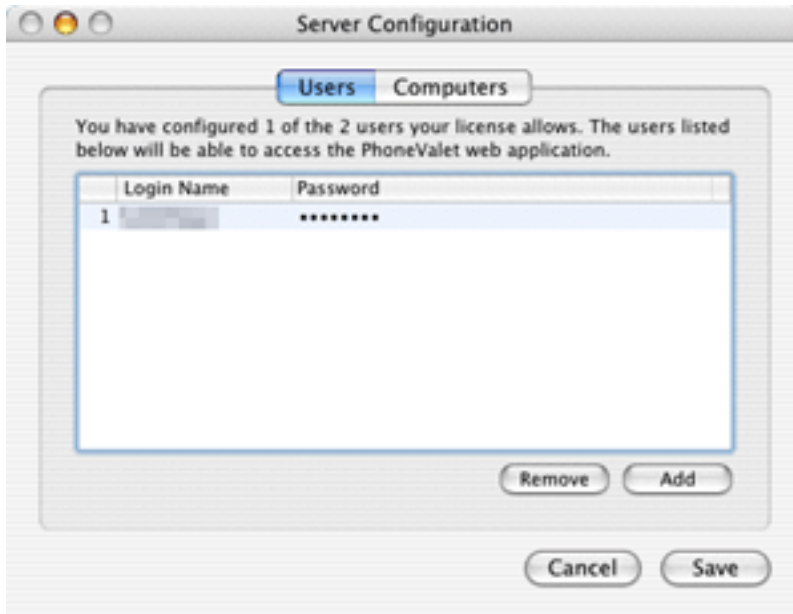 Server Configuration
Users Computers
You have configured 1 of the 2 users your license allows. The users listed
below will be able to access the PhoneValet web application.
Login Name Password
1 ••••••••
Remove Add
Cancel Save